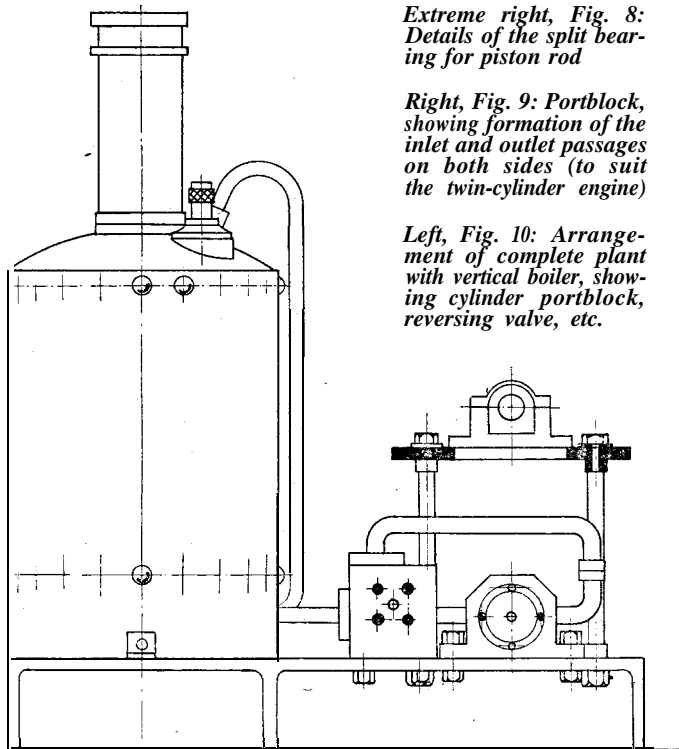 Extreme right, Fig. 8:
Details of the split bear-
ing for piston rod
Right, Fig. 9: Portblock,
showing formation of the
inlet and outlet passages
on both sides (to suit
the twin-cylinder engine)
Left, Fig. 10: Arrange-
ment of complete plant
with vertical boiler, show-
ing cylinder portblock,
reversing valve, etc.